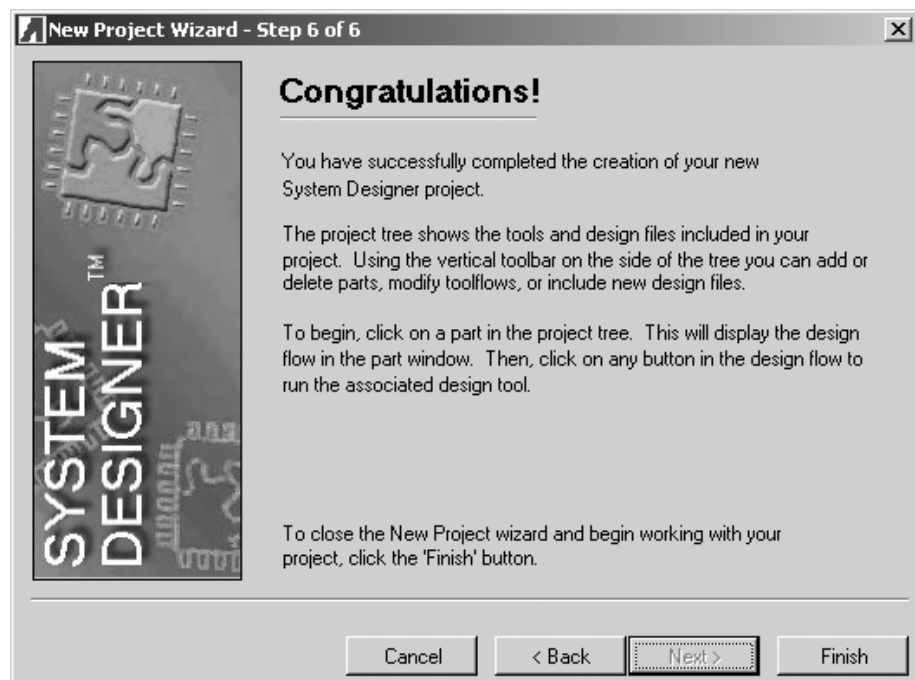 New Project Wizard - Step 6 of 6
SYSTEM
DESIGNER™
Congratulations!
You have successfully completed the creation of your new
System Designer project.
The project tree shows the tools and design files included in your
project.  Using the vertical toolbar on the side of the tree you can add or
delete parts, modify toolflows, or include new design files.
To begin, click on a part in the project tree.  This will display the design
flow in the part window.  Then, click on any button in the design flow to
run the associated design tool.
To close the New Project wizard and begin working with your
project, click the 'Finish' button.
Cancel
< Back
Next >
Finish